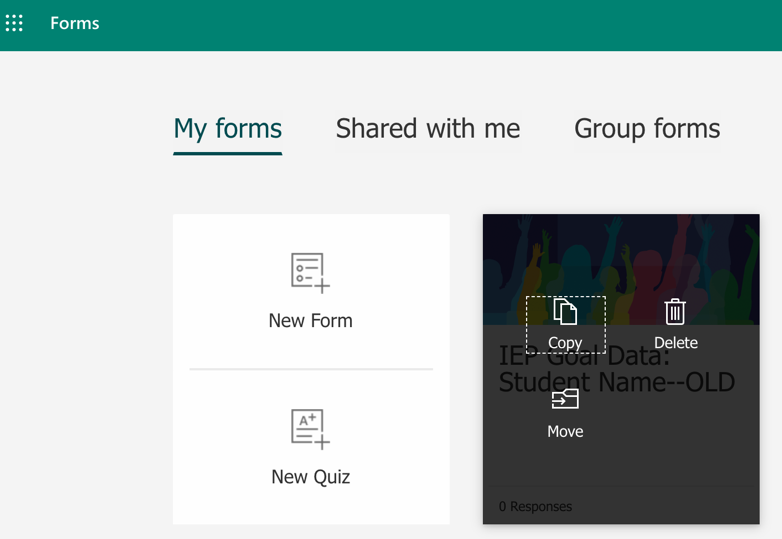 Forms
My forms
Shared with me
Group forms
New Form
A+
New Quiz
Copy
Delete
IEP Goal Data:
Student Name--OLD
Move
0 Responses